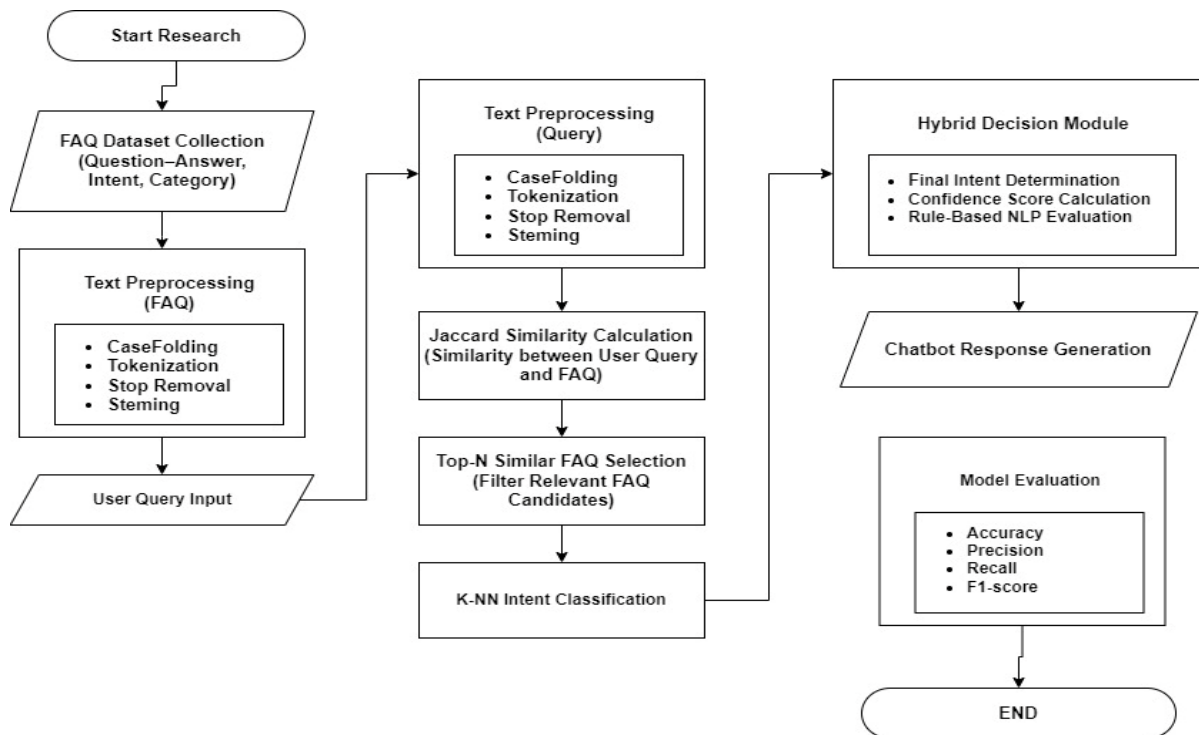 Start Research
FAQ Dataset Collection
(Question–Answer,
Intent, Category)
Text Preprocessing
(FAQ)
• CaseFolding
• Tokenization
• Stop Removal
• Steming
User Query Input
Text Preprocessing
(Query)
• CaseFolding
• Tokenization
• Stop Removal
• Steming
Jaccard Similarity Calculation
(Similarity between User Query
and FAQ)
Top-N Similar FAQ Selection
(Filter Relevant FAQ
Candidates)
K-NN Intent Classification
Hybrid Decision Module
• Final Intent Determination
• Confidence Score Calculation
• Rule-Based NLP Evaluation
Chatbot Response Generation
Model Evaluation
• Accuracy
• Precision
• Recall
• F1-score
END